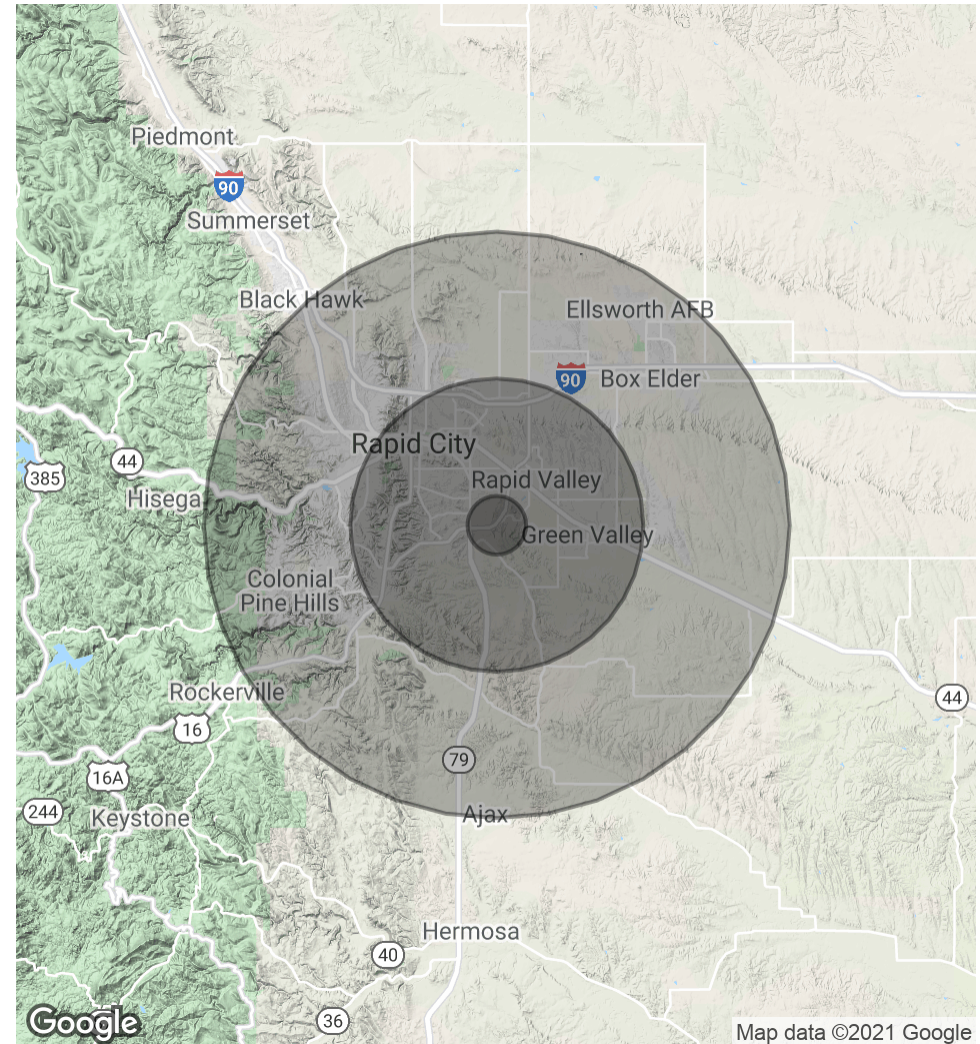 Piedmont
90
Summerset
Black Hawk
Ellsworth AFB
90
Box Elder
Rapid City
44
385
Rapid Valley
Hisega
Green Valley
Colonial
Pine Hills
Rockerville
44
16
79
16A
244
Keystone
Ajax
Hermosa
40
36
Google
Map data ©2021 Google